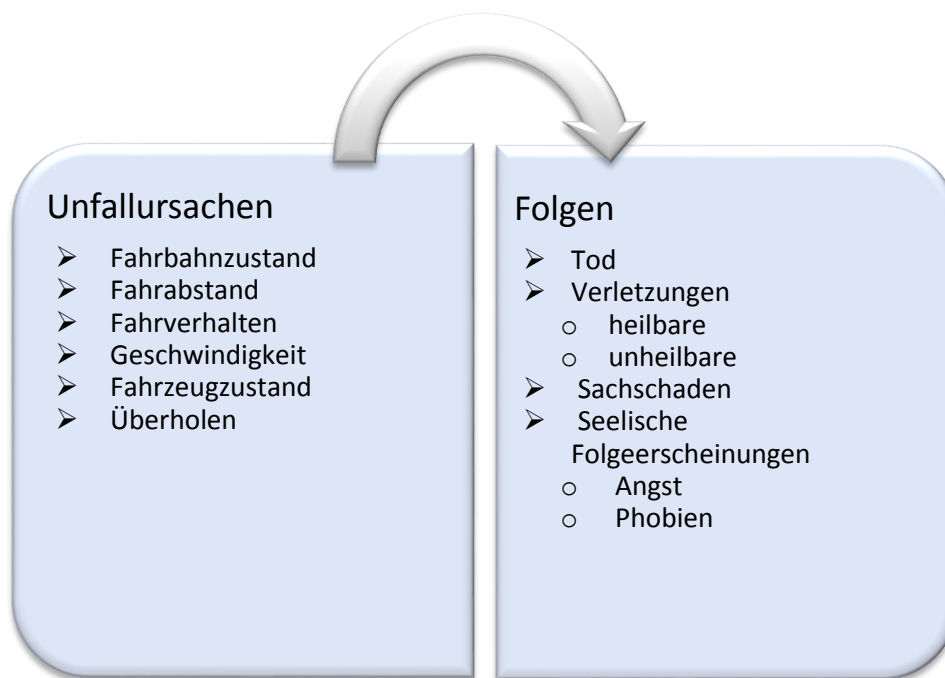 Unfallursachen
➢ Fahrbahnzustand
➢ Fahrabstand
➢ Fahrverhalten
➢ Geschwindigkeit
➢ Fahrzeugzustand
➢ Überholen
Folgen
➢ Tod
➢ Verletzungen
o heilbare
o unheilbare
➢ Sachschaden
➢ Seelische
Folgeerscheinungen
o Angst
o Phobien